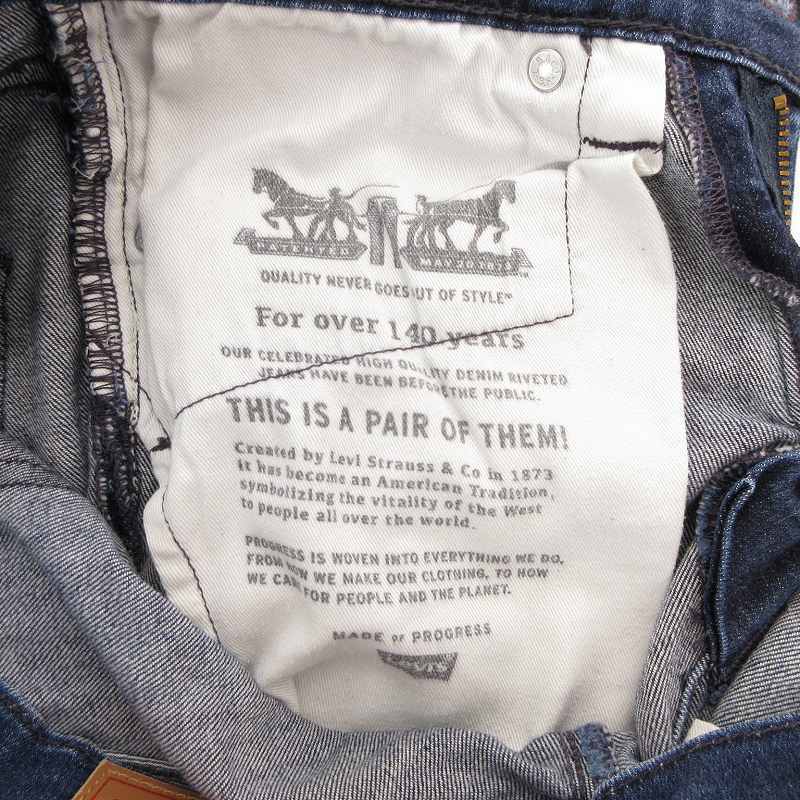 PATENTED MAY 20 1873
QUALITY NEVER GOES OUT OF STYLE™
For over 140 years
OUR CELEBRATED HIGH QUALITY DENIM RIVETED
JEANS HAVE BEEN BEFORE THE PUBLIC.
THIS IS A PAIR OF THEM!
Created by Levi Strauss & Co in 1873
it has become an American Tradition,
symbolizing the vitality of the West
to people all over the world.
PROGRESS IS WOVEN INTO EVERYTHING WE DO,
FROM HOW WE MAKE OUR CLOTHING, TO HOW
WE CARE FOR PEOPLE AND THE PLANET.
MADE OF PROGRESS
LEVI'S